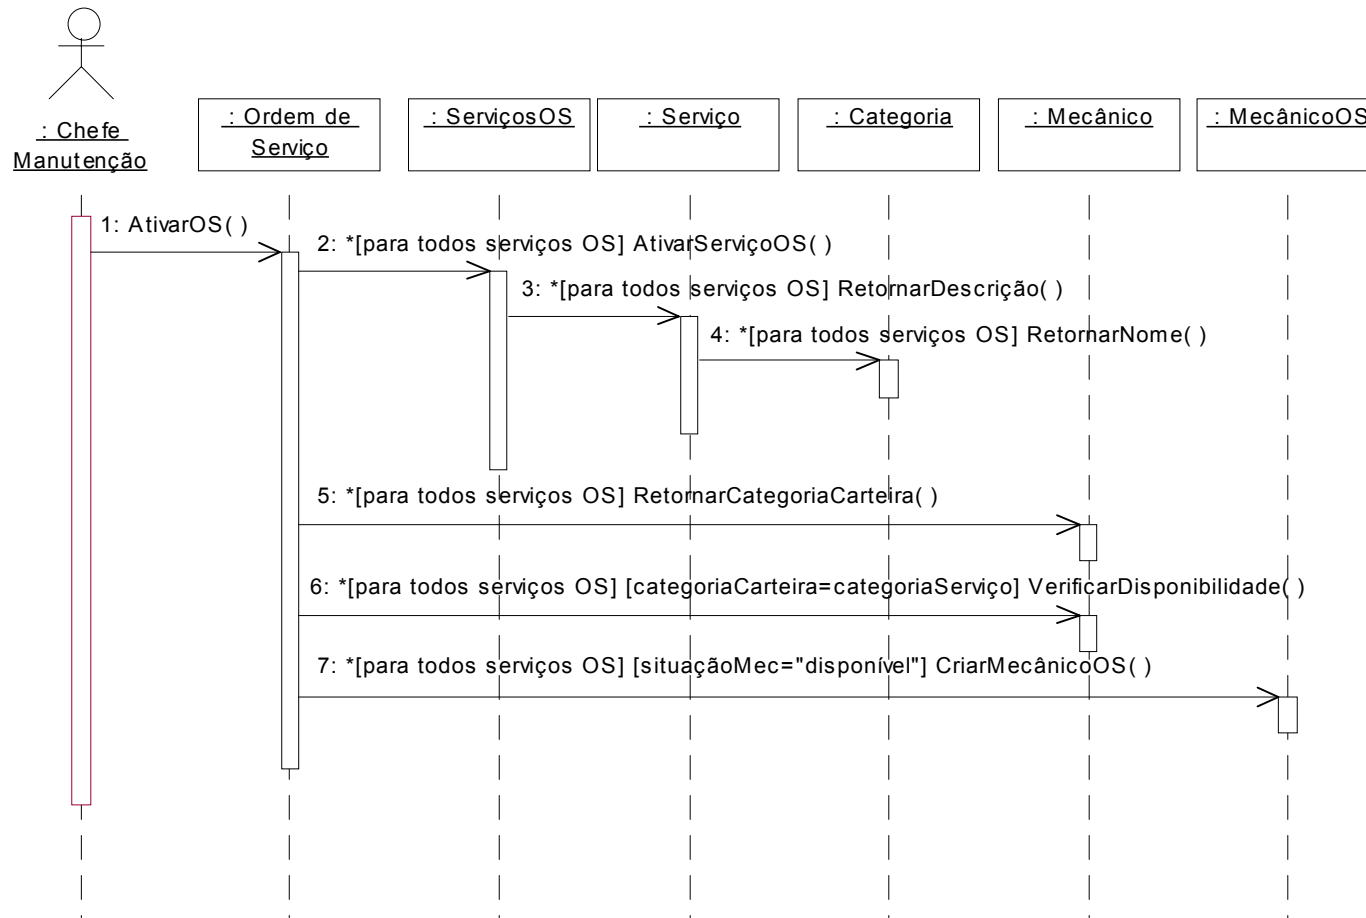 : Chefe
Manutenção
: Ordem de
Serviço
: ServiçosOS
: Serviço
: Categoria
: Mecânico
: MecânicoOS
1: AtivarOS( )
2: *[para todos serviços OS] AtivarServiçoOS( )
3: *[para todos serviços OS] RetornarDescrição( )
4: *[para todos serviços OS] RetornarNome( )
5: *[para todos serviços OS] RetornarCategoriaCarteira( )
6: *[para todos serviços OS] [categoriaCarteira=categoriaServiço] VerificarDisponibilidade( )
7: *[para todos serviços OS] [situaçãoMec="disponível"] CriarMecânicoOS( )